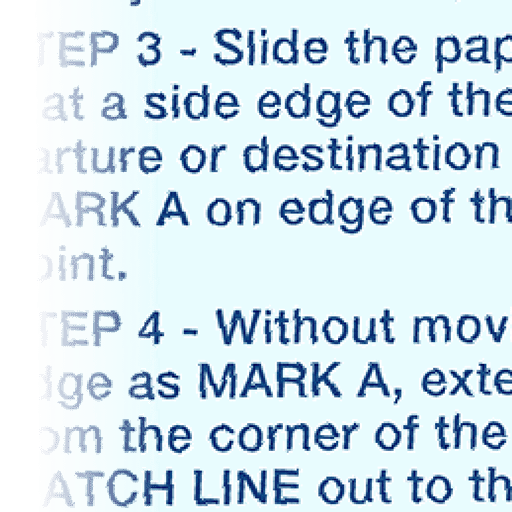 TEP 3 - Slide the pap
at a side edge of the
arture or destination
ARK A on edge of th
oint.
TEP 4 - Without mov
dge as MARK A, exte
om the corner of the
ATCH LINE out to th